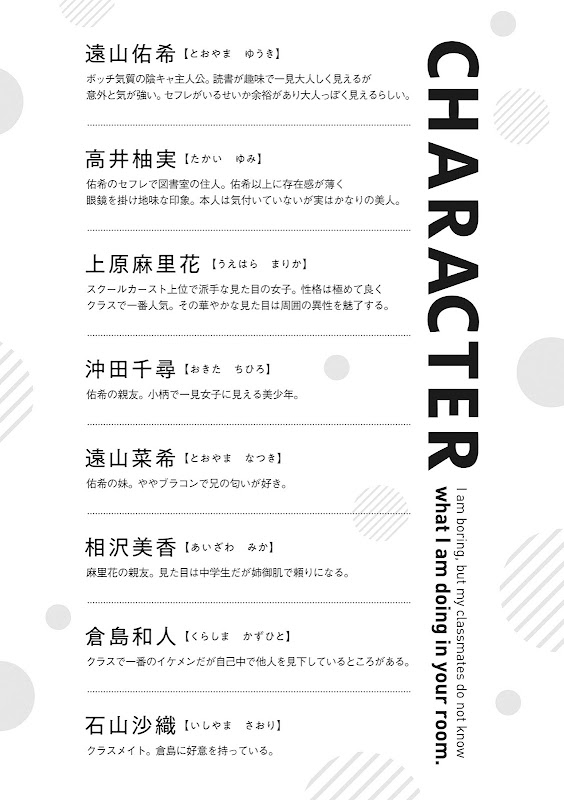 CHARACTER
I am boring, but my classmates do not know
what I am doing in your room.
遠山佑希【とおやま　ゆうき】
ボッチ気質の陰キャ主人公。読書が趣味で一見大人しく見えるが
意外と気が強い。セフレがいるせいか余裕があり大人っぽく見えるらしい。
高井柚実【たかい　ゆみ】
佑希のセフレで図書室の住人。佑希以上に存在感が薄く
眼鏡を掛け地味な印象。本人は気付いていないが実はかなりの美人。
上原麻里花【うえはら　まりか】
スクールカースト上位で派手な見た目の女子。性格は極めて良く
クラスで一番人気。その華やかな見た目は周囲の異性を魅了する。
沖田千尋【おきた　ちひろ】
佑希の親友。小柄で一見女子に見える美少年。
遠山菜希【とおやま　なつき】
佑希の妹。ややブラコンで兄の匂いが好き。
相沢美香【あいざわ　みか】
麻里花の親友。見た目は中学生だが姉御肌で頼りになる。
倉島和人【くらしま　かずひと】
クラスで一番のイケメンだが自己中で他人を見下しているところがある。
石山沙織【いしやま　さおり】
クラスメイト。倉島に好意を持っている。